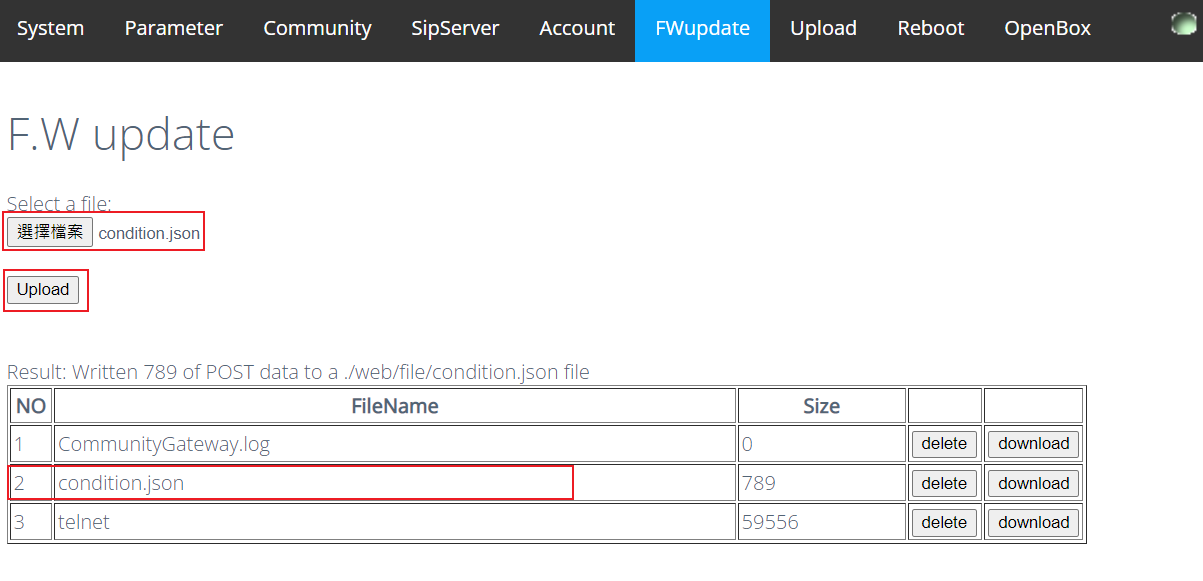 System Parameter Community SipServer Account FWupdate Upload Reboot OpenBox
F.W update
Select a file:
選擇檔案 condition.json
Upload
Result: Written 789 of POST data to a ./web/file/condition.json file
NO FileName Size
1 CommunityGateway.log 0 delete download
2 condition.json 789 delete download
3 telnet 59556 delete download